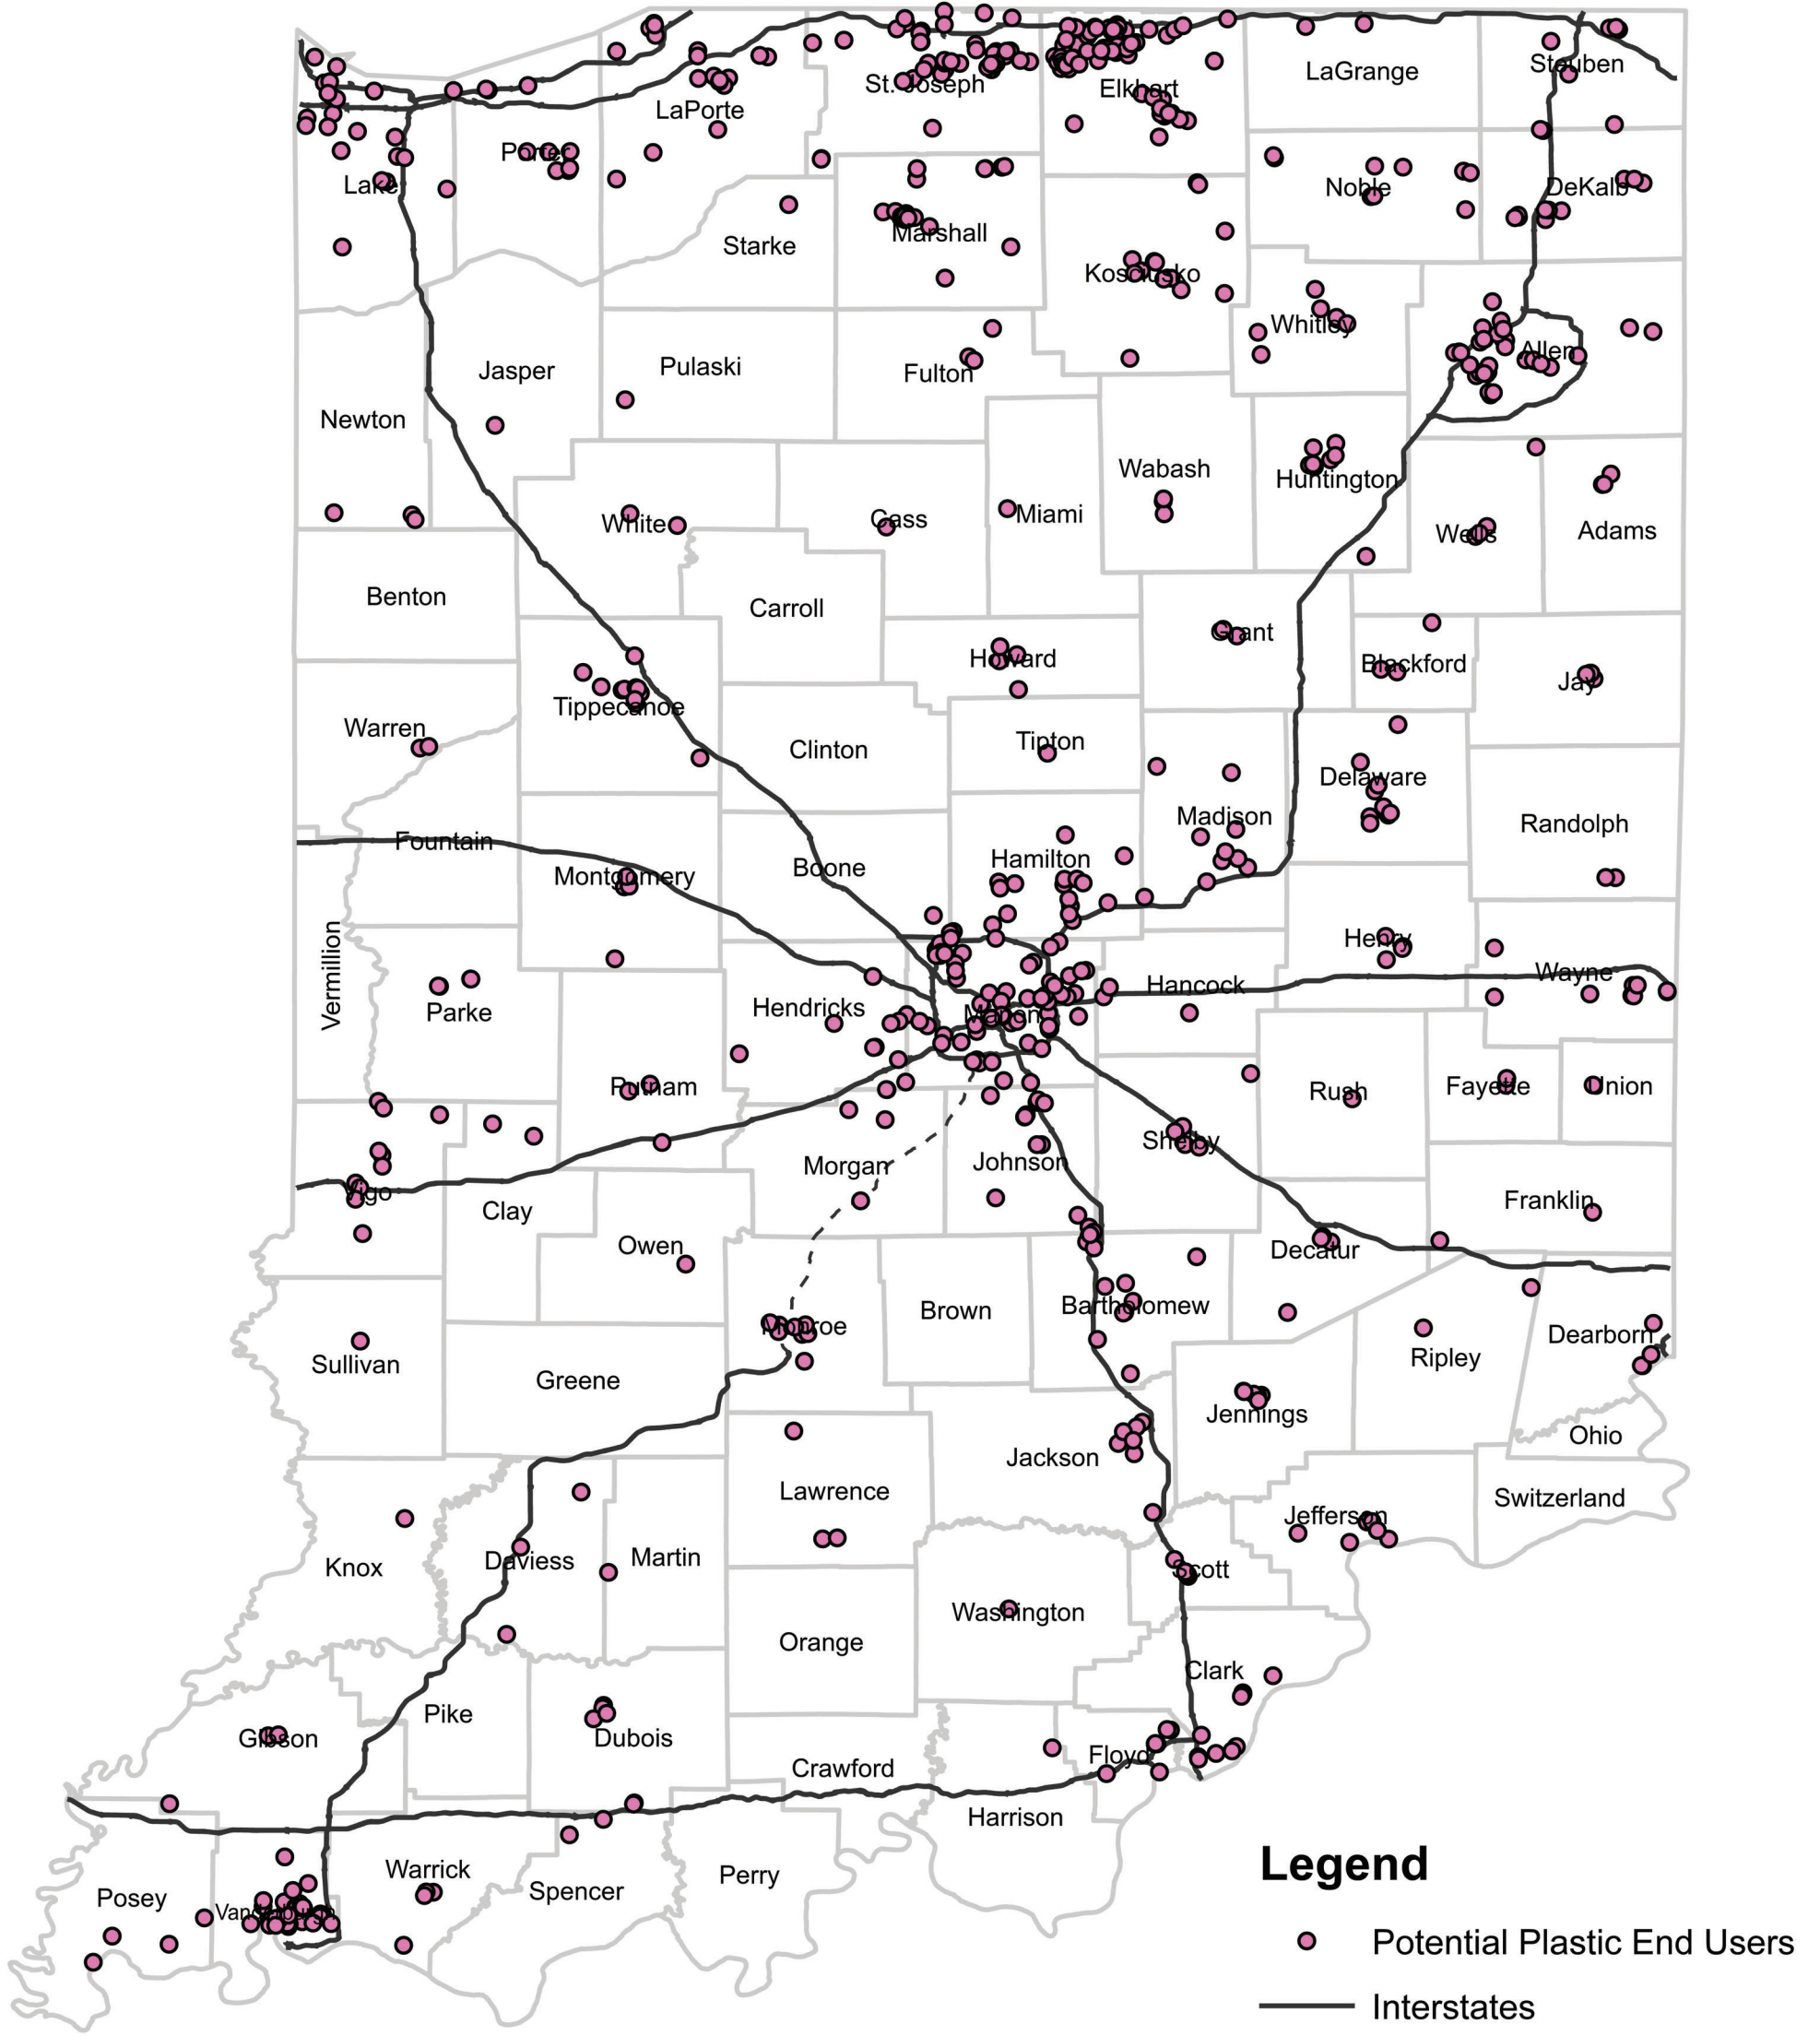 Steuben
LaGrange
St. Joseph
Elkhart
LaPorte
Porter
Lake
Noble
DeKalb
Starke
Marshall
Kosciusko
Whitley
Allen
Jasper
Pulaski
Fulton
Newton
Wabash
Huntington
White
Cass
Miami
Wells
Adams
Benton
Carroll
Grant
Howard
Blackford
Jay
Tippecanoe
Warren
Clinton
Tipton
Delaware
Madison
Randolph
Fountain
Hamilton
Boone
Montgomery
Henry
Vermillion
Wayne
Hancock
Hendricks
Parke
Marion
Putnam
Rush
Fayette
Union
Shelby
Morgan
Johnson
Vigo
Clay
Franklin
Owen
Decatur
Brown
Bartholomew
Monroe
Dearborn
Ripley
Sullivan
Greene
Jennings
Ohio
Jackson
Lawrence
Switzerland
Jefferson
Knox
Daviess
Martin
Scott
Washington
Orange
Clark
Pike
Gibson
Dubois
Floyd
Crawford
Harrison
Warrick
Perry
Spencer
Posey
Vanderburgh
Legend
Potential Plastic End Users
Interstates